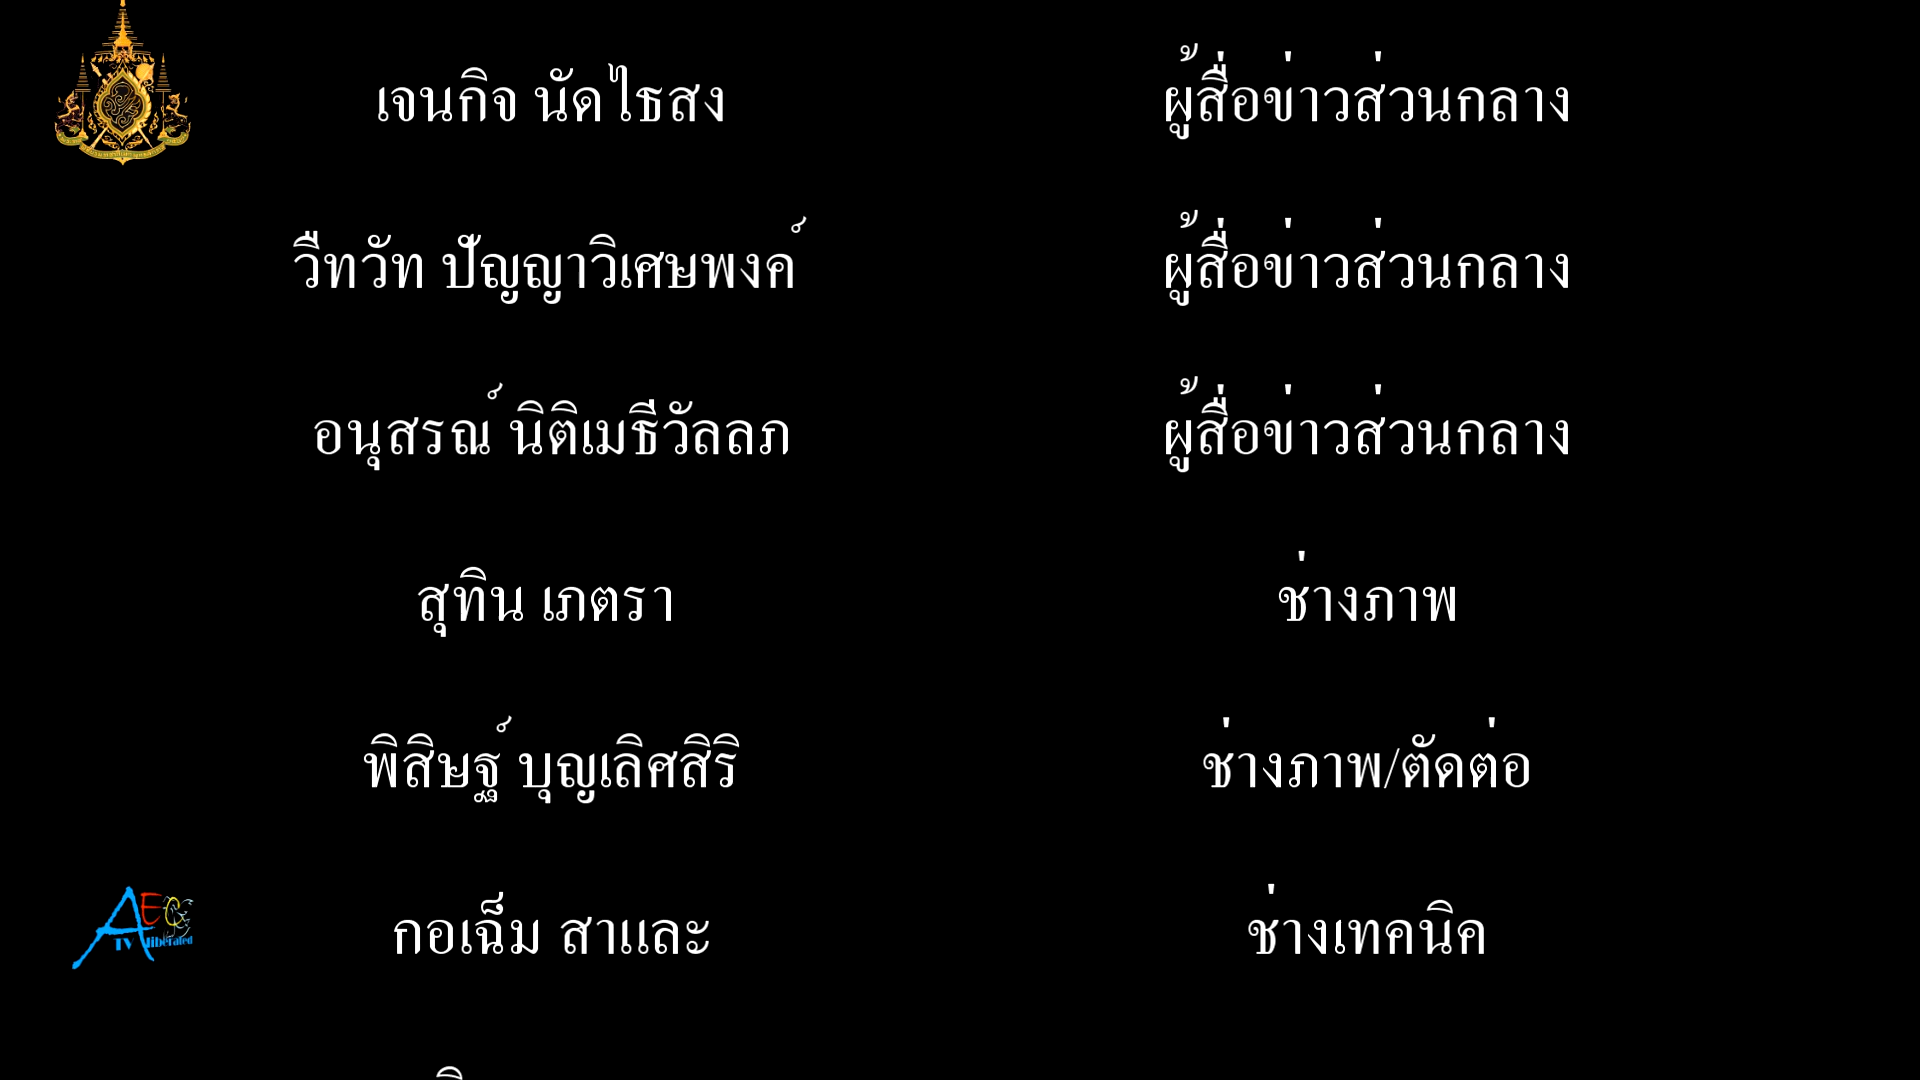 เจนกิจ นัดไธสง ผู้สื่อข่าวส่วนกลาง
วืทวัท ปัญญาวิเศษพงค์ ผู้สื่อข่าวส่วนกลาง
อนุสรณ์ นิติเมธีวัลลภ ผู้สื่อข่าวส่วนกลาง
สุทิน เภตรา ช่างภาพ
พิสิษฐ์ บุญเลิศสิริ ช่างภาพ/ตัดต่อ
กอเฉ็ม สาและ ช่างเทคนิค
AEC
TV liberated